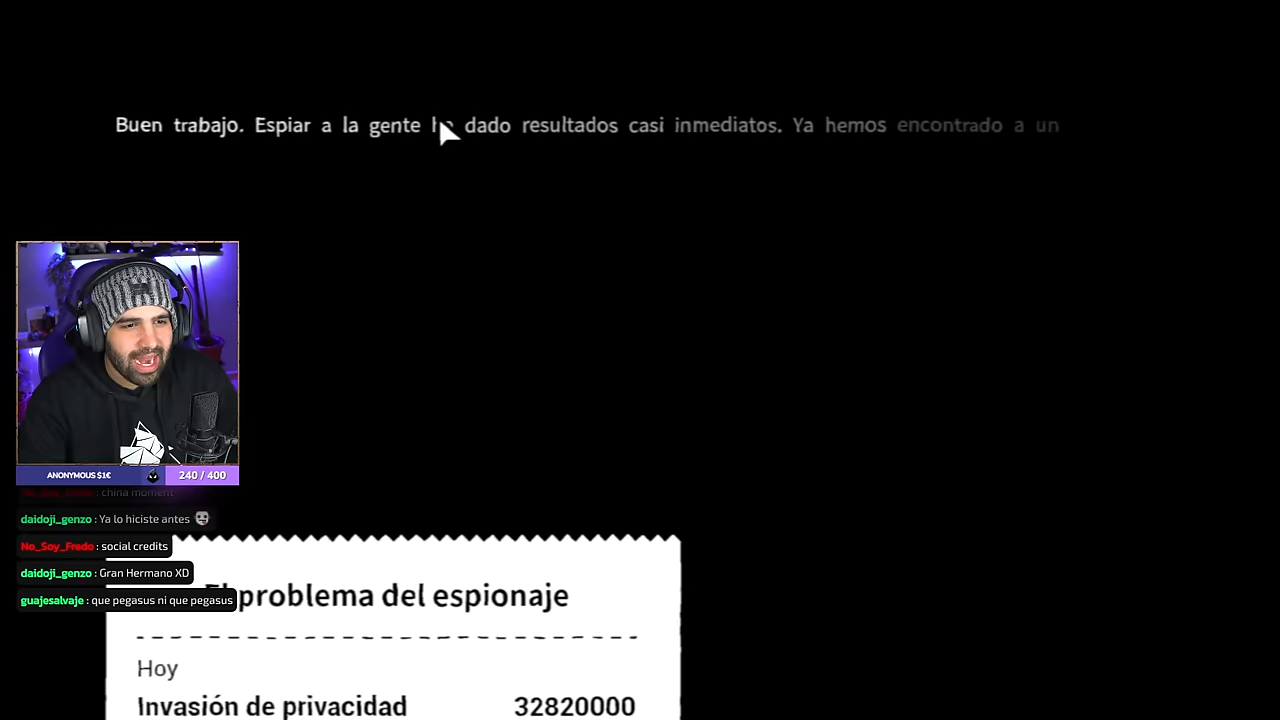 Buen trabajo. Espiar a la gente dado resultados casi inmediatos. Ya hemos encontrado a un
ANONYMOUS $1€
240 / 400
: china moment
daidoji_genzo : Ya lo hiciste antes
No_Soy_Fredo : social credits
daidoji_genzo : Gran Hermano XD
guajesalvaje : que pegasus ni que pegasus
problema del espionaje
Hoy
Invasión de privacidad 32820000